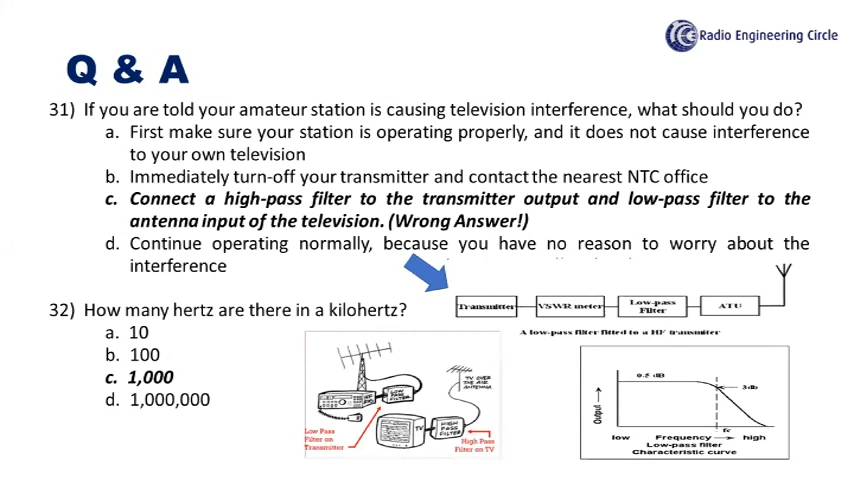 Radio Engineering Circle
Q & A
31) If you are told your amateur station is causing television interference, what should you do?
a. First make sure your station is operating properly, and it does not cause interference
to your own television
b. Immediately turn-off your transmitter and contact the nearest NTC office
c. Connect a high-pass filter to the transmitter output and low-pass filter to the
antenna input of the television. (Wrong Answer!)
d. Continue operating normally, because you have no reason to worry about the
interference
Transmitter
VSWR meter
Low-pass
Filter
ATU
A low-pass filter fitted to a HF transmitter
32) How many hertz are there in a kilohertz?
a. 10
b. 100
c. 1,000
d. 1,000,000
TV OVER
THE AIR
ANTENNA
LOW
PASS
FILTER
Low Pass
Filter on
Transmitter
TV
HIGH
PASS
FILTER
High Pass
Filter on TV
0.5 dB
3db
Output
fc
low Frequency high
Low-pass filter
Characteristic curve